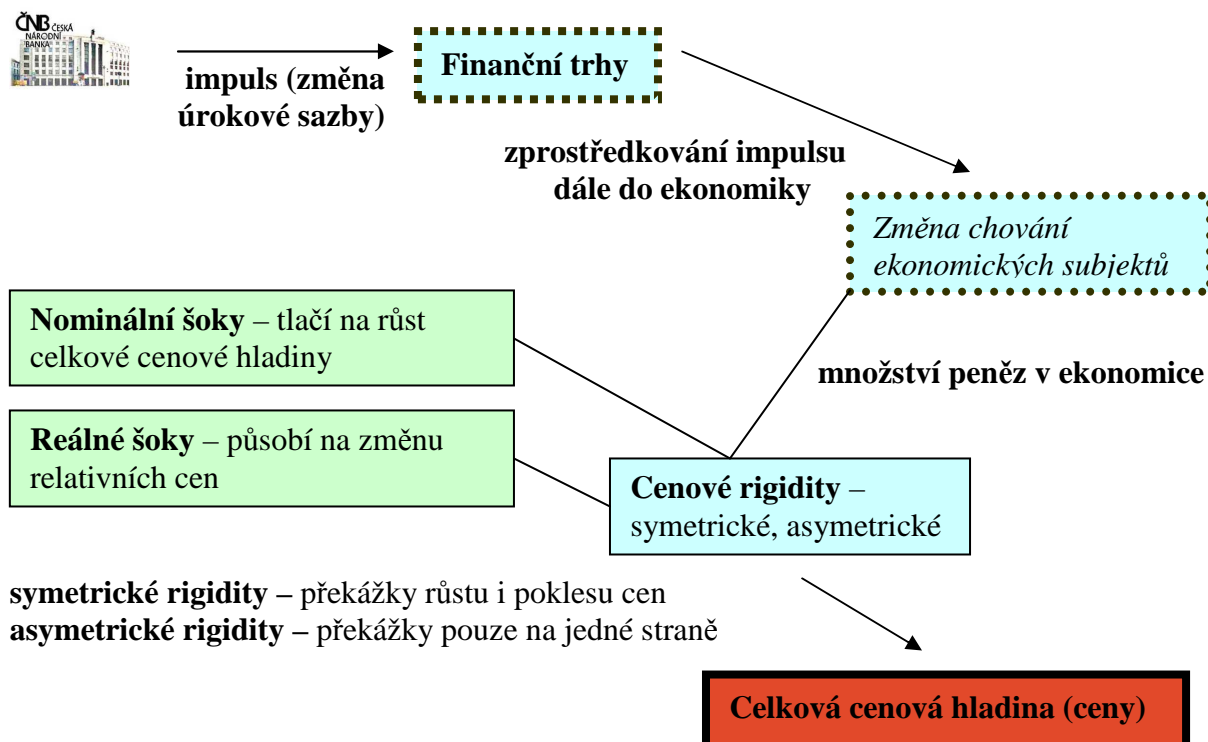 ČNB ČESKÁ
NÁRODNÍ
BANKA
impuls (změna
úrokové sazby)
Finanční trhy
zprostředkování impulsu
dále do ekonomiky
Změna chování
ekonomických subjektů
Nominální šoky – tlačí na růst
celkové cenové hladiny
množství peněz v ekonomice
Reálné šoky – působí na změnu
relativních cen
Cenové rigidity –
symetrické, asymetrické
symetrické rigidity – překážky růstu i poklesu cen
asymetrické rigidity – překážky pouze na jedné straně
Celková cenová hladina (ceny)